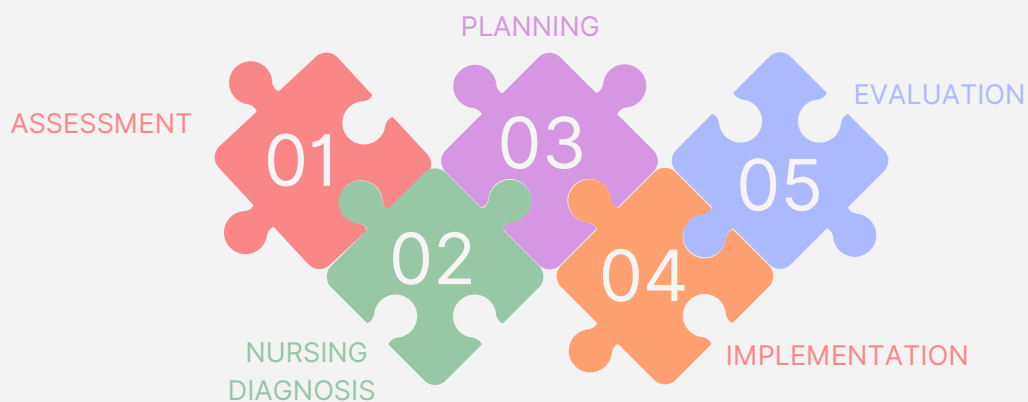 PLANNING
EVALUATION
ASSESSMENT
01
03
05
02
04
NURSING
DIAGNOSIS
IMPLEMENTATION